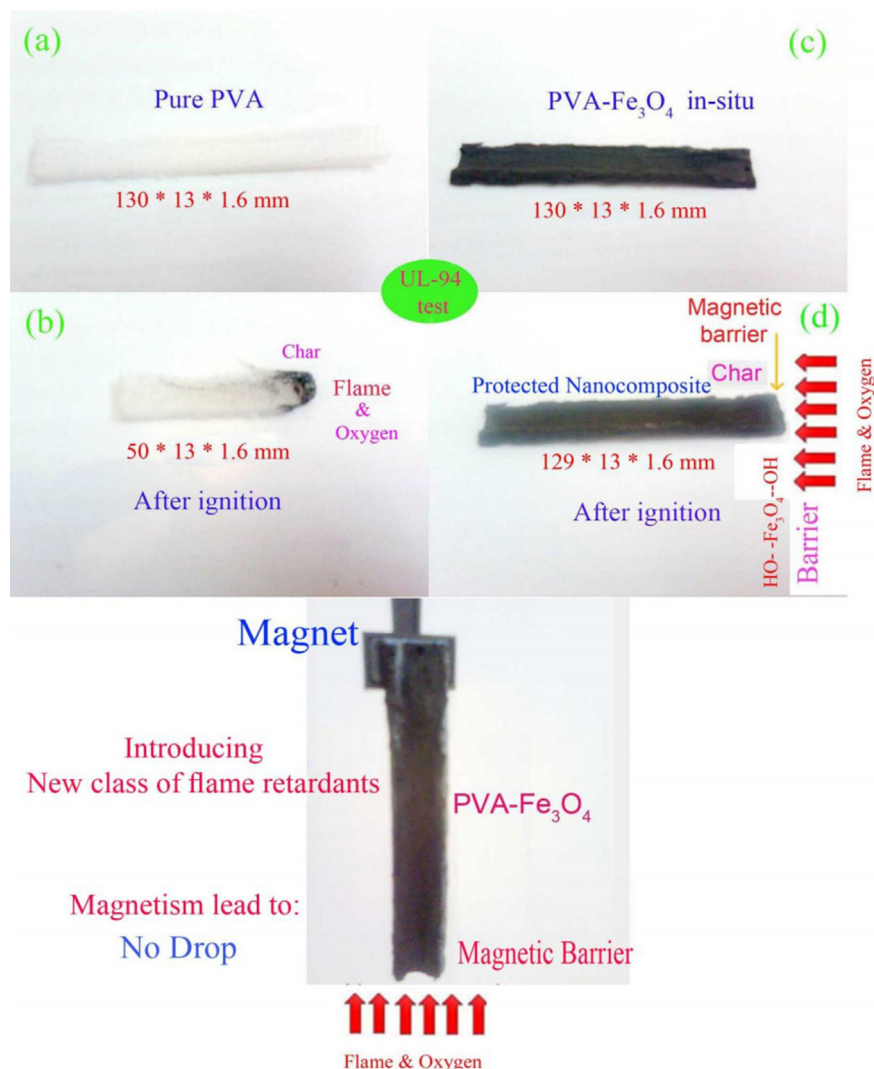 (a)
Pure PVA
130 * 13 * 1.6 mm
(c)
PVA-Fe₃O₄ in-situ
130 * 13 * 1.6 mm
UL-94
test
(b)
Char
Flame
&
Oxygen
50 * 13 * 1.6 mm
After ignition
(d)
Magnetic
barrier
Char
Protected Nanocomposite
129 * 13 * 1.6 mm
After ignition
HO- -Fe₃O₄--OH
Barrier
Flame & Oxygen
Magnet
Introducing
New class of flame retardants
PVA-Fe₃O₄
Magnetism lead to:
No Drop
Magnetic Barrier
Flame & Oxygen